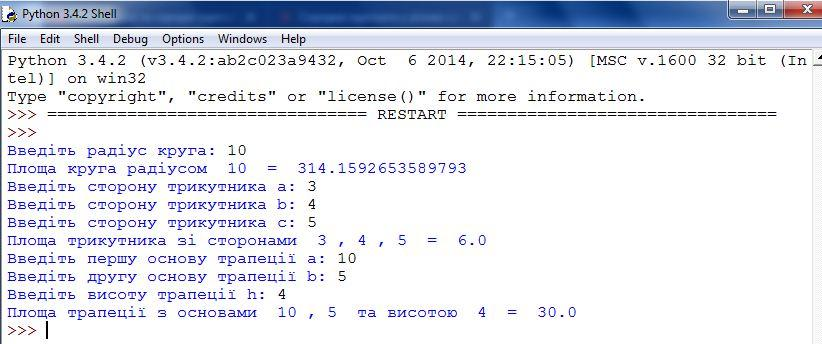 Python 3.4.2 Shell
File Edit Shell Debug Options Windows Help
Python 3.4.2 (v3.4.2:ab2c023a9432, Oct  6 2014, 22:15:05) [MSC v.1600 32 bit (In
tel)] on win32
Type "copyright", "credits" or "license()" for more information.
>>> ================================ RESTART ================================
>>>
Введіть радіус круга: 10
Площа круга радіусом  10  =  314.1592653589793
Введіть сторону трикутника a: 3
Введіть сторону трикутника b: 4
Введіть сторону трикутника c: 5
Площа трикутника зі сторонами  3 , 4 , 5  =  6.0
Введіть першу основу трапеції a: 10
Введіть другу основу трапеції b: 5
Введіть висоту трапеції h: 4
Площа трапеції з основами  10 , 5  та висотою  4  =  30.0
>>>